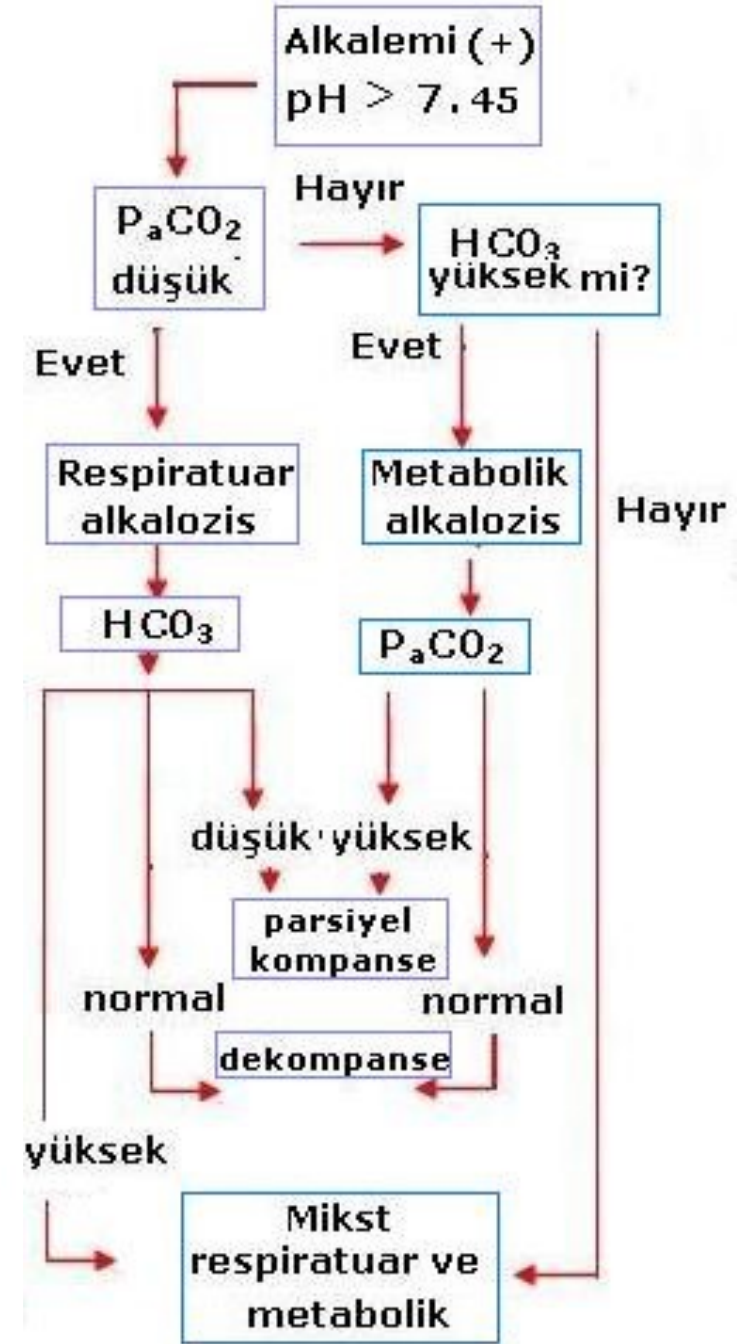 Alkalemi (+)
pH > 7.45
PaCO2
düşük
Hayır
HCO3
yüksek mi?
Evet
Evet
Respiratuar
alkalozis
Metabolik
alkalozis
Hayır
HCO3
PaCO2
düşük
yüksek
parsiyel
kompanse
normal
normal
dekompanse
yüksek
Mikst
respiratuar ve
metabolik